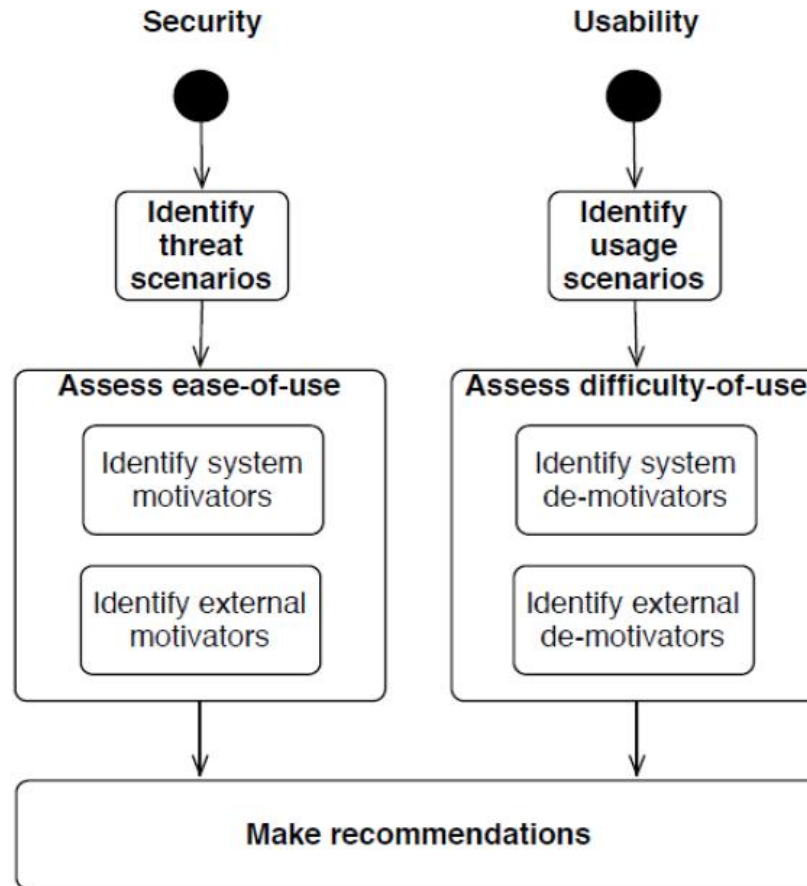 Security
Usability
Identify
threat
scenarios
Identify
usage
scenarios
Assess ease-of-use
Assess difficulty-of-use
Identify system
motivators
Identify system
de-motivators
Identify external
motivators
Identify external
de-motivators
Make recommendations